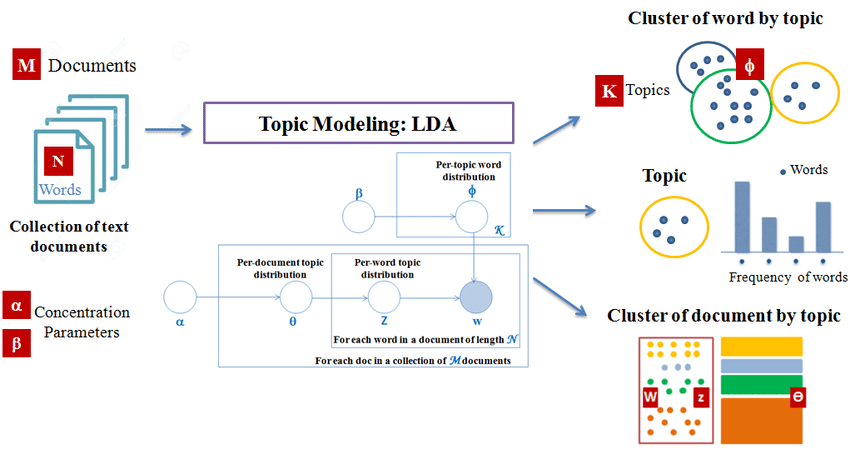 M Documents
N
Words
Collection of text
documents
α
β
Concentration
Parameters
Topic Modeling: LDA
Per-topic word
distribution
β
ϕ
K
Per-document topic
distribution
Per-word topic
distribution
α
θ
Z
w
For each word in a document of length N
For each doc in a collection of M documents
Cluster of word by topic
ϕ
K Topics
Topic
Words
Frequency of words
Cluster of document by topic
W
z
Θ